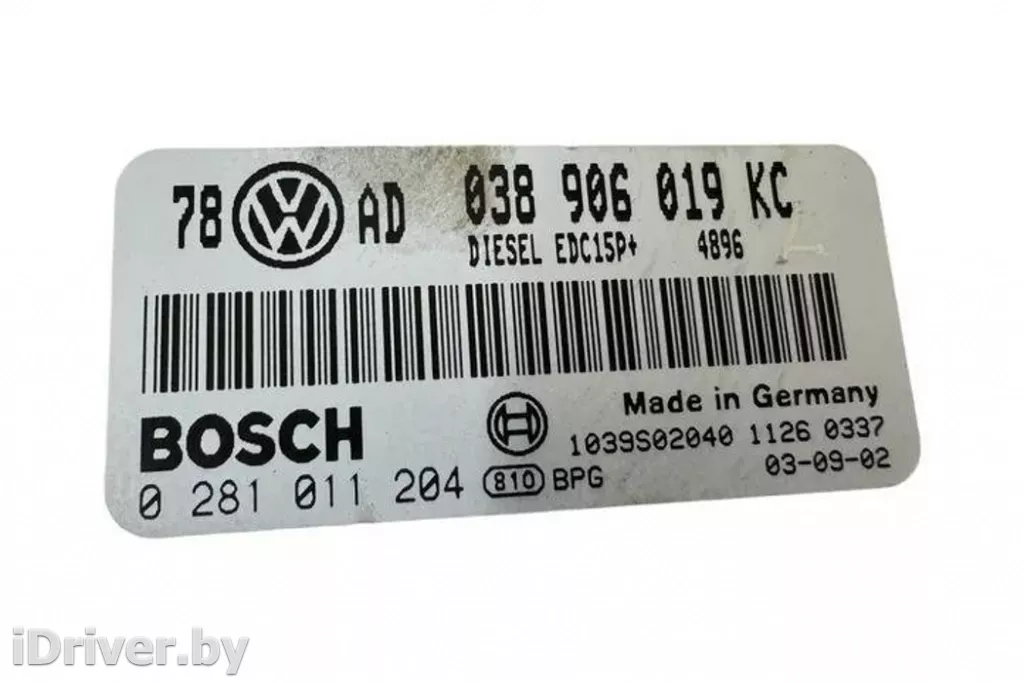 78 VW AD 038 906 019 KC
DIESEL EDC15P+ 4896
BOSCH
Made in Germany
1039S02040 1126 0337
0 281 011 204 810 BPG 03-09-02
iDriver.by